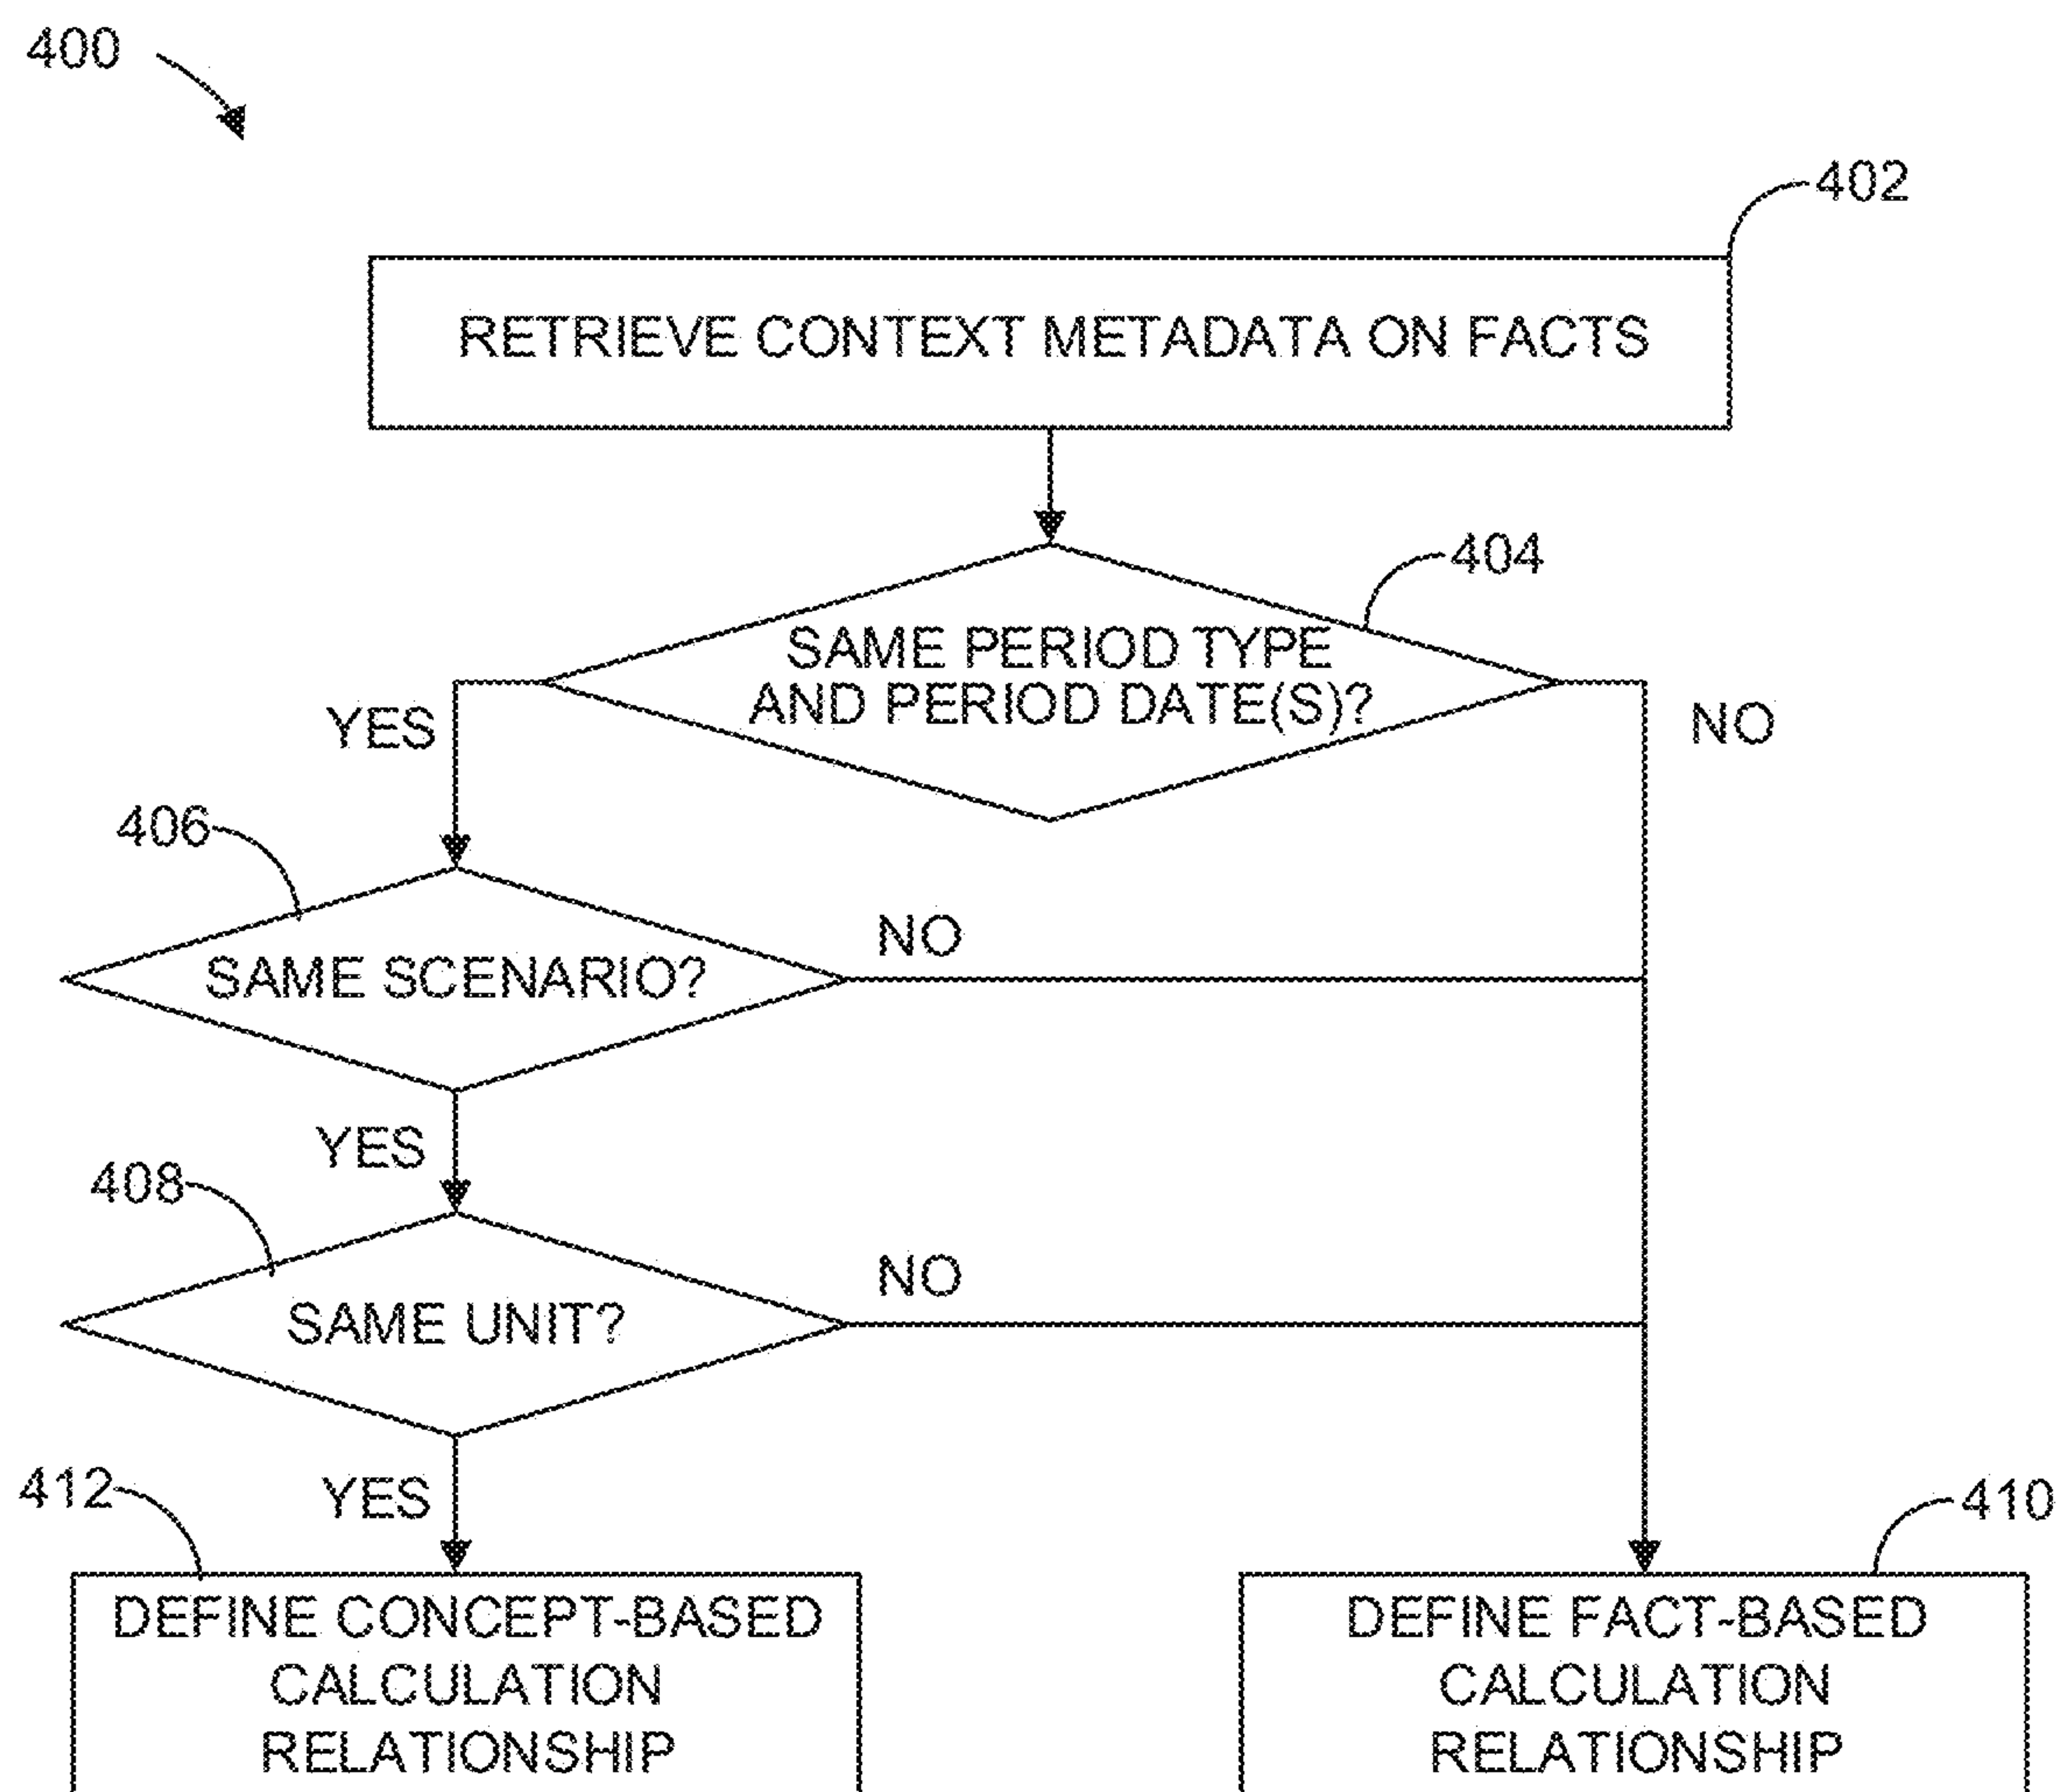 400
402
RETRIEVE CONTEXT METADATA ON FACTS
404
SAME PERIOD TYPE
AND PERIOD DATE(S)?
YES
NO
406
NO
SAME SCENARIO?
YES
408
NO
SAME UNIT?
412
YES
410
DEFINE CONCEPT-BASED
CALCULATION
RELATIONSHIP
DEFINE FACT-BASED
CALCULATION
RELATIONSHIP